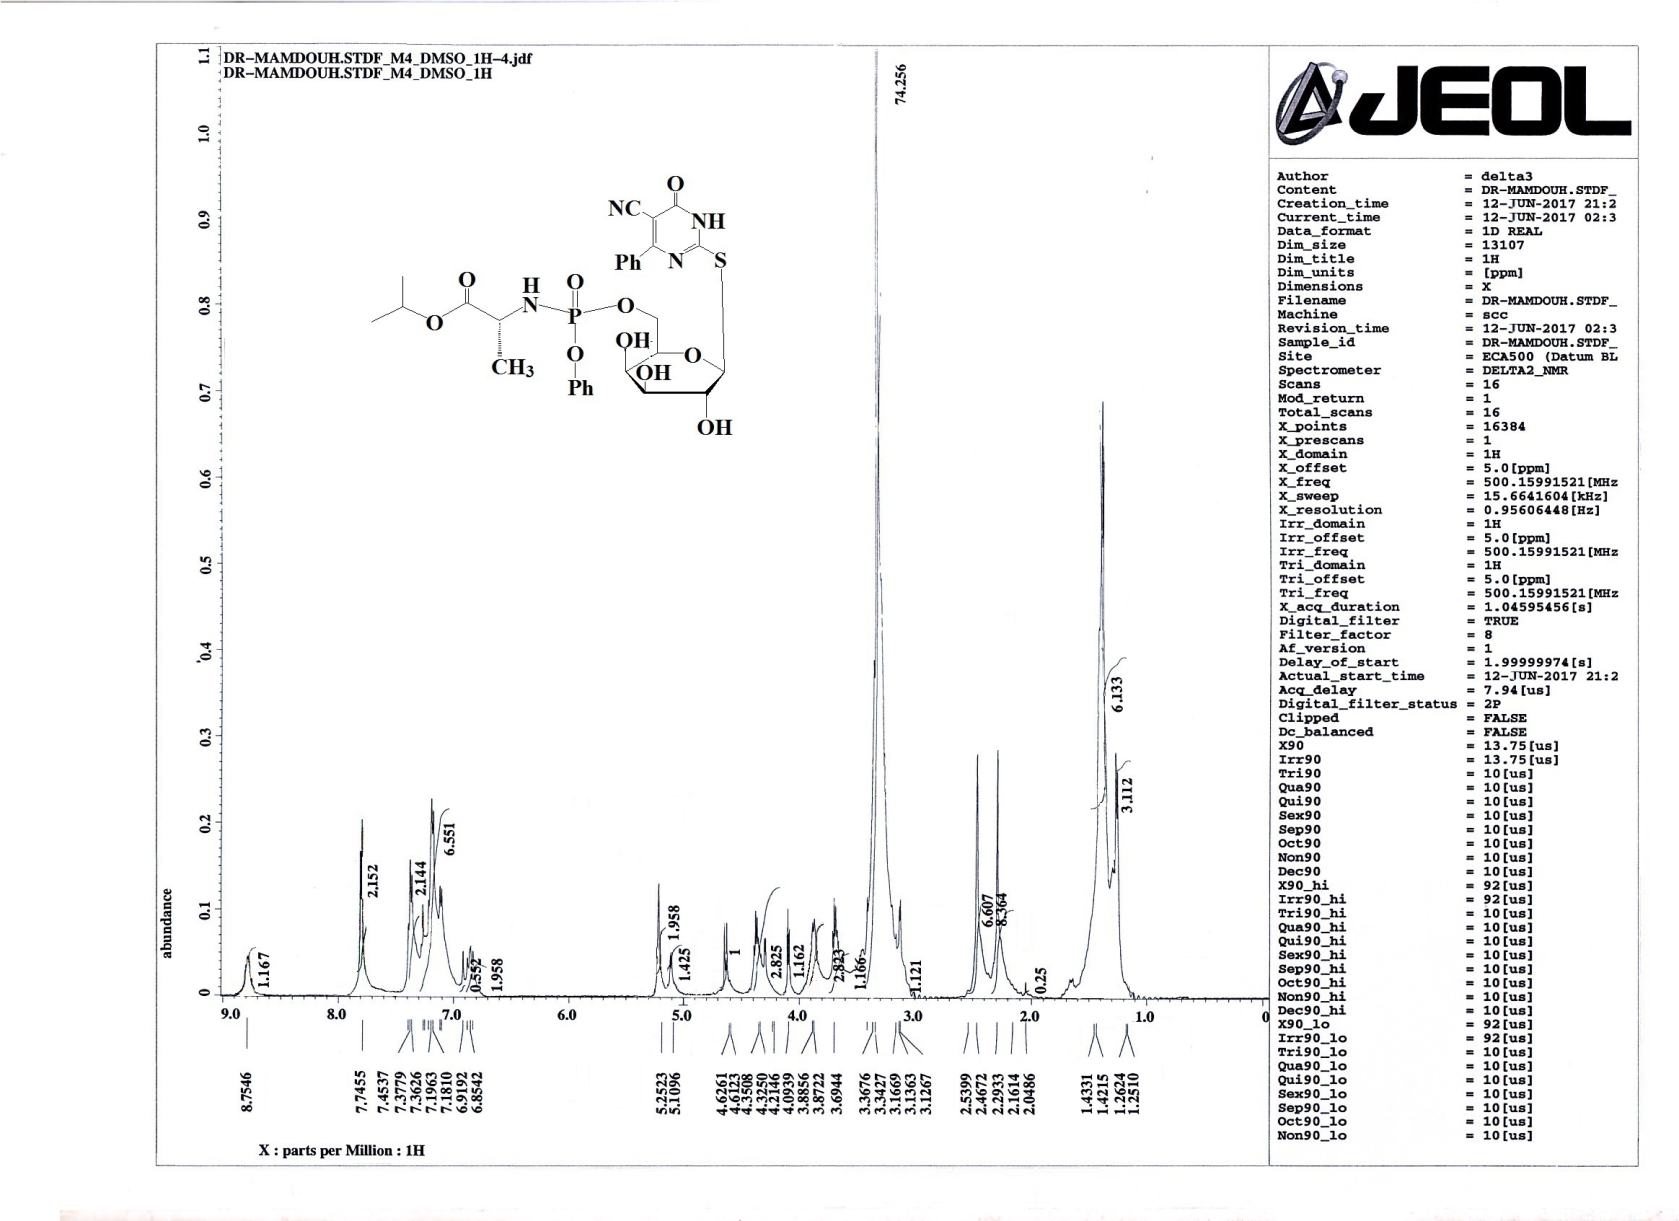 DR-MAMDOUH.STDF_M4_DMSO_1H-4.jdf
DR-MAMDOUH.STDF_M4_DMSO_1H
JEOL
1.1
1.0
0.9
0.8
0.7
0.6
0.5
0.4
0.3
0.2
0.1
0
abundance
74.256
O
NC
NH
Ph
N
S
O
H
N
O
O
P
O
OH
O
O
CH3
OH
Ph
OH
1.167
2.152
2.144
6.551
0.552
1.958
1.958
1.425
1
2.825
1.162
2.823
1.166
1.121
6.607
8.364
0.25
6.133
3.112
9.0 8.0 7.0 6.0 5.0 4.0 3.0 2.0 1.0 0
8.7546
7.7455
7.4537
7.3779
7.3626
7.1963
7.1810
6.9192
6.8542
5.2523
5.1096
4.6261
4.6123
4.3508
4.3250
4.2146
4.0939
3.8856
3.8722
3.6944
3.3676
3.3427
3.1669
3.1363
3.1267
2.5399
2.4672
2.2933
2.1614
2.0486
1.4331
1.4215
1.2624
1.2510
X : parts per Million : 1H
Author = delta3
Content = DR-MAMDOUH.STDF_
Creation_time = 12-JUN-2017 21:2
Current_time = 12-JUN-2017 02:3
Data_format = 1D REAL
Dim_size = 13107
Dim_title = 1H
Dim_units = [ppm]
Dimensions = X
Filename = DR-MAMDOUH.STDF_
Machine = scc
Revision_time = 12-JUN-2017 02:3
Sample_id = DR-MAMDOUH.STDF_
Site = ECA500 (Datum BL
Spectrometer = DELTA2_NMR
Scans = 16
Mod_return = 1
Total_scans = 16
X_points = 16384
X_prescans = 1
X_domain = 1H
X_offset = 5.0[ppm]
X_freq = 500.15991521[MHz
X_sweep = 15.6641604[kHz]
X_resolution = 0.95606448[Hz]
Irr_domain = 1H
Irr_offset = 5.0[ppm]
Irr_freq = 500.15991521[MHz
Tri_domain = 1H
Tri_offset = 5.0[ppm]
Tri_freq = 500.15991521[MHz
X_acq_duration = 1.04595456[s]
Digital_filter = TRUE
Filter_factor = 8
Af_version = 1
Delay_of_start = 1.99999974[s]
Actual_start_time = 12-JUN-2017 21:2
Acq_delay = 7.94[us]
Digital_filter_status = 2P
Clipped = FALSE
Dc_balanced = FALSE
X90 = 13.75[us]
Irr90 = 13.75[us]
Tri90 = 10[us]
Qua90 = 10[us]
Qui90 = 10[us]
Sex90 = 10[us]
Sep90 = 10[us]
Oct90 = 10[us]
Non90 = 10[us]
Dec90 = 10[us]
X90_hi = 92[us]
Irr90_hi = 92[us]
Tri90_hi = 10[us]
Qua90_hi = 10[us]
Qui90_hi = 10[us]
Sex90_hi = 10[us]
Sep90_hi = 10[us]
Oct90_hi = 10[us]
Non90_hi = 10[us]
Dec90_hi = 10[us]
X90_lo = 92[us]
Irr90_lo = 92[us]
Tri90_lo = 10[us]
Qua90_lo = 10[us]
Qui90_lo = 10[us]
Sex90_lo = 10[us]
Sep90_lo = 10[us]
Oct90_lo = 10[us]
Non90_lo = 10[us]